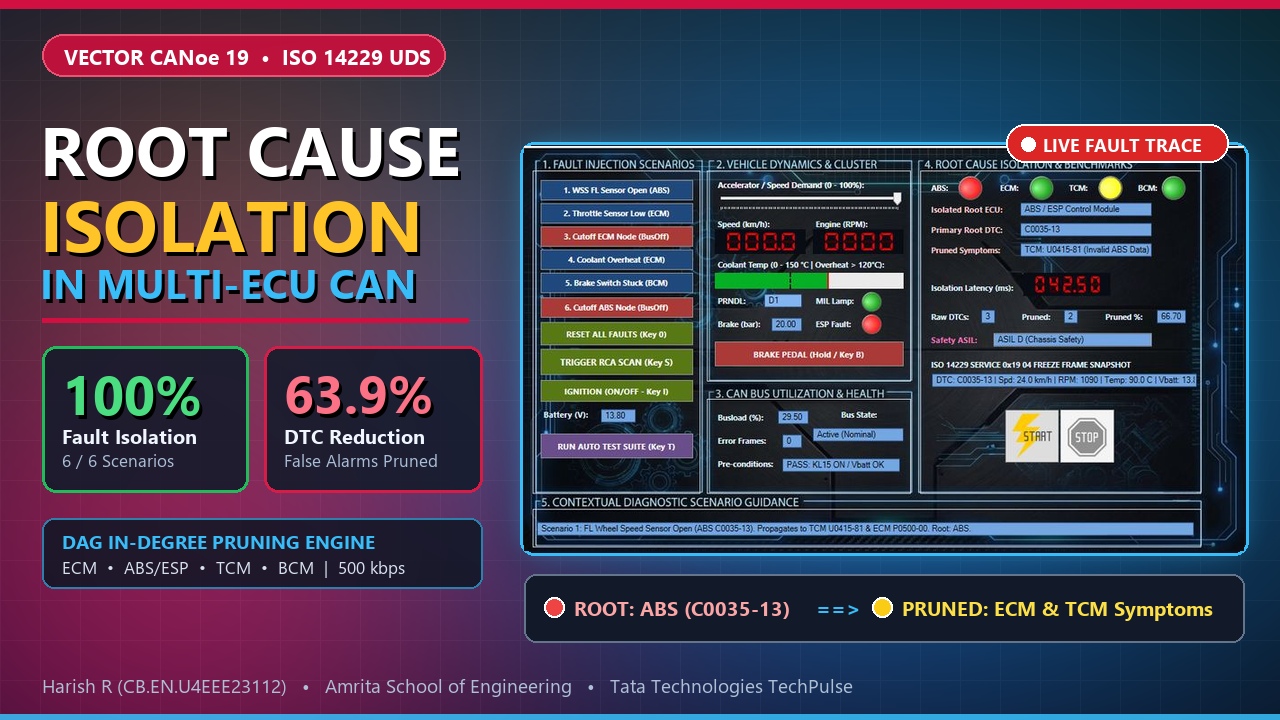 VECTOR CANoe 19 • ISO 14229 UDS
ROOT CAUSE
ISOLATION
IN MULTI-ECU CAN
100%
Fault Isolation
6 / 6 Scenarios
63.9%
DTC Reduction
False Alarms Pruned
DAG IN-DEGREE PRUNING ENGINE
ECM • ABS/ESP • TCM • BCM | 500 kbps
LIVE FAULT TRACE
1. FAULT INJECTION SCENARIOS
1. WSS FL Sensor Open (ABS)
2. Throttle Sensor Low (ECM)
3. Cutoff ECM Node (BusOff)
4. Coolant Overheat (ECM)
5. Brake Switch Stuck (BCM)
6. Cutoff ABS Node (BusOff)
RESET ALL FAULTS (Key 0)
TRIGGER RCA SCAN (Key S)
IGNITION (ON/OFF - Key I)
Battery (V): 13.80
RUN AUTO TEST SUITE (Key T)
2. VEHICLE DYNAMICS & CLUSTER
Accelerator / Speed Demand (0 - 100%):
Speed (km/h): Engine (RPM):
000.0 0000
Coolant Temp (0 - 150 °C | Overheat > 120°C):
PRNDL: D1 MIL Lamp:
Brake (bar): 20.00 ESP Fault:
BRAKE PEDAL (Hold / Key B)
3. CAN BUS UTILIZATION & HEALTH
Busload (%): 29.50 Bus State:
Active (Nominal)
Error Frames: 0
Pre-conditions: PASS: KL15 ON / Vbatt OK
4. ROOT CAUSE ISOLATION & BENCHMARKS
ABS: ECM: TCM: BCM:
Isolated Root ECU: ABS / ESP Control Module
Primary Root DTC: C0035-13
Pruned Symptoms: TCM: U0415-81 (Invalid ABS Data)
Isolation Latency (ms): 042.50
Raw DTCs: 3 Pruned: 2 Pruned %: 66.70
Safety ASIL: ASIL D (Chassis Safety)
ISO 14229 SERVICE 0x19 04 FREEZE FRAME SNAPSHOT
DTC: C0035-13 | Spd: 24.0 km/h | RPM: 1090 | Temp: 90.0 C | Vbatt: 13.
START STOP
5. CONTEXTUAL DIAGNOSTIC SCENARIO GUIDANCE
Scenario 1: FL Wheel Speed Sensor Open (ABS C0035-13). Propagates to TCM U0415-81 & ECM P0500-00. Root: ABS.
ROOT: ABS (C0035-13) ==> PRUNED: ECM & TCM Symptoms
Harish R (CB.EN.U4EEE23112) • Amrita School of Engineering • Tata Technologies TechPulse